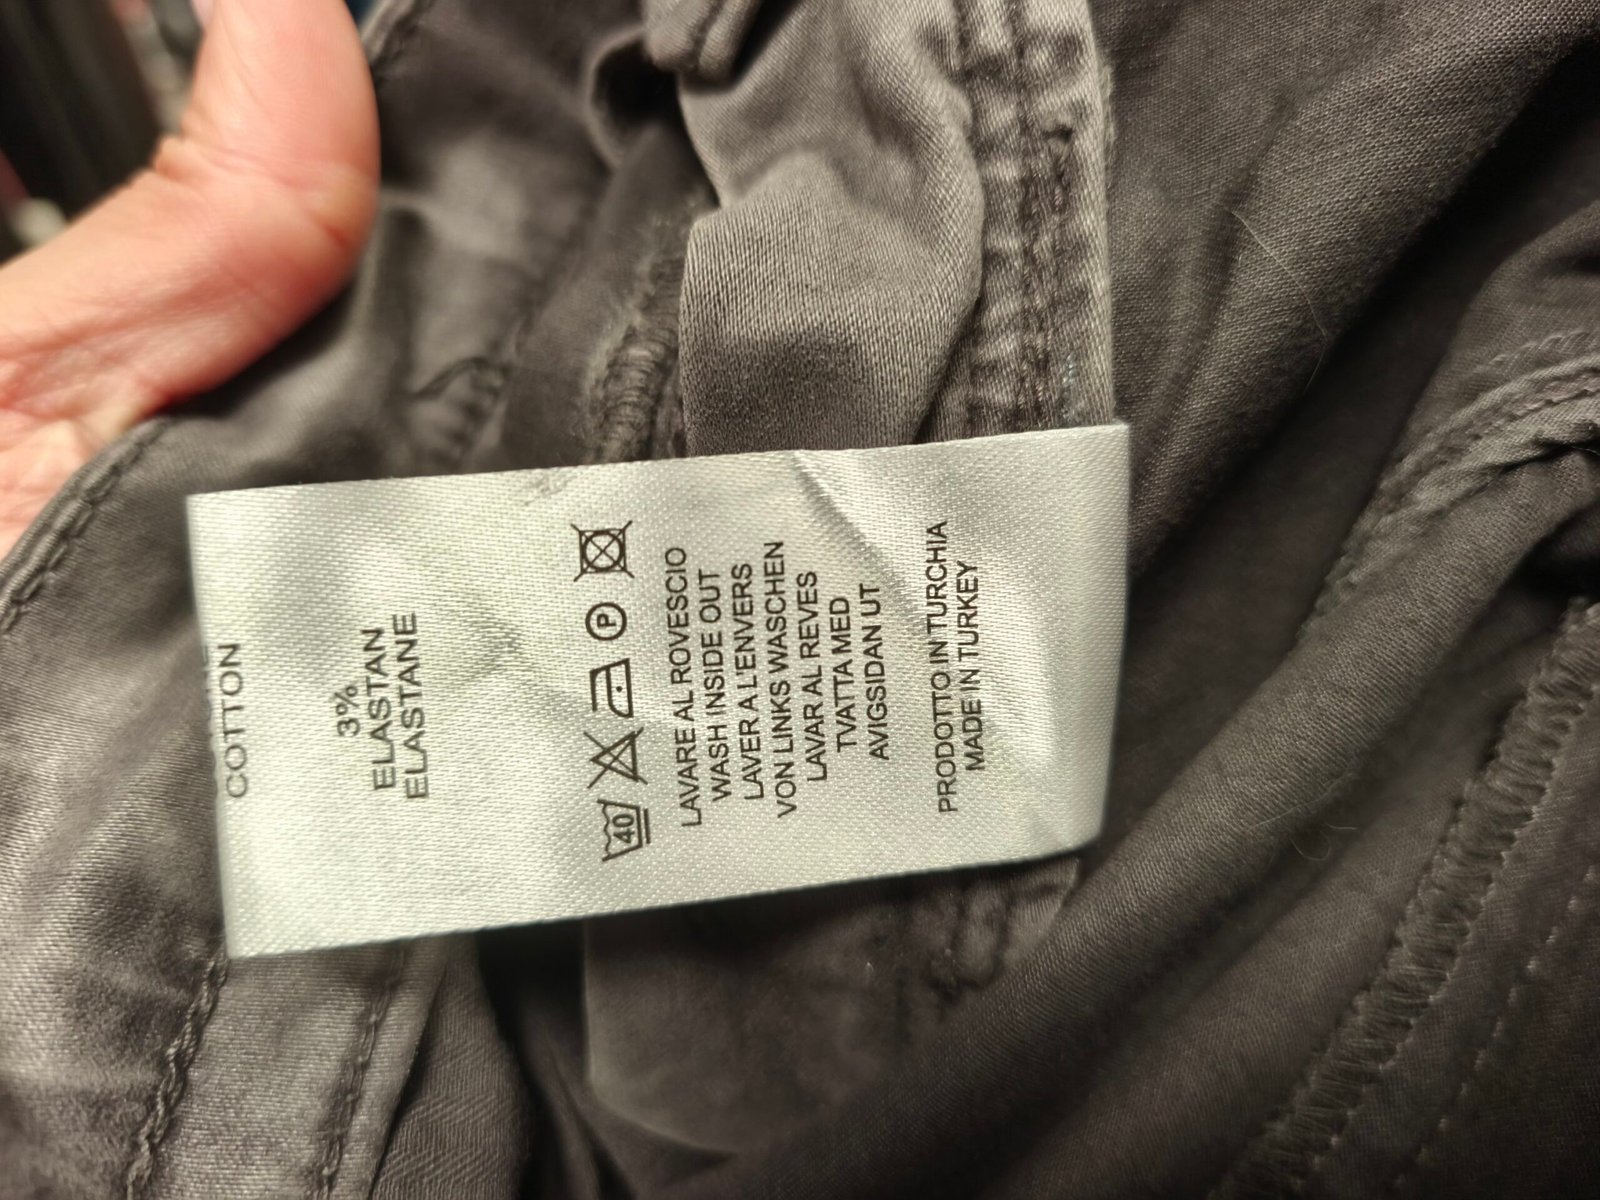 COTTON
3%
ELASTAN
ELASTANE
40 P
LAVARE AL ROVESCIO
WASH INSIDE OUT
LAVER A L'ENVERS
VON LINKS WASCHEN
LAVAR AL REVES
TVATTA MED
AVIGSIDAN UT
PRODOTTO IN TURCHIA
MADE IN TURKEY